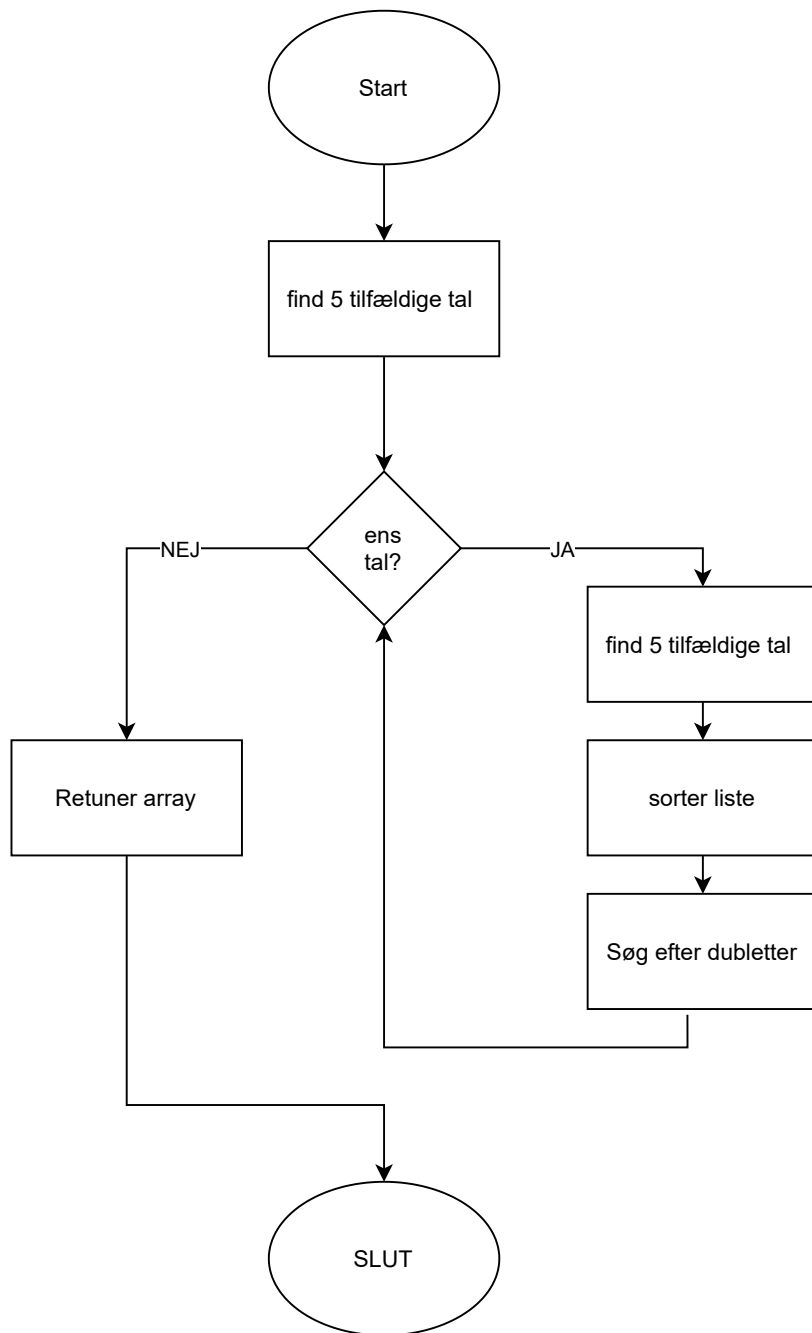 Start
find 5 tilfældige tal
ens
tal?
NEJ
JA
find 5 tilfældige tal
Retuner array
sorter liste
Søg efter dubletter
SLUT